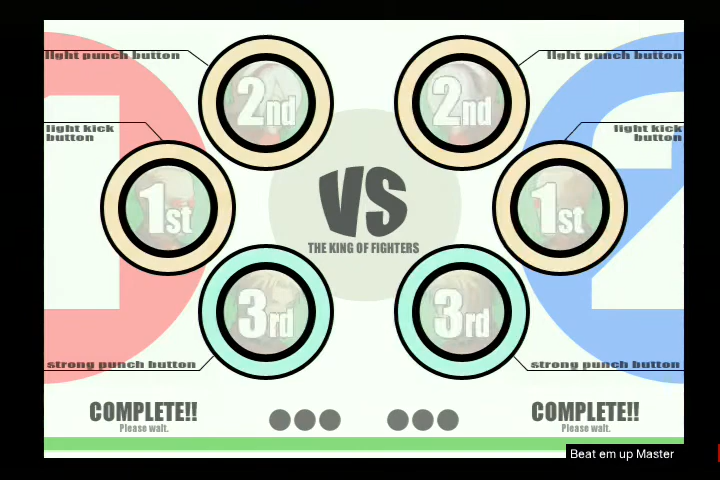 light punch button
light punch button
2nd
2nd
light kick
button
light kick
button
1
1st
VS
THE KING OF FIGHTERS
1st
2
3rd
3rd
strong punch button
strong punch button
COMPLETE!!
Please wait.
COMPLETE!!
Please wait.
Beat em up Master